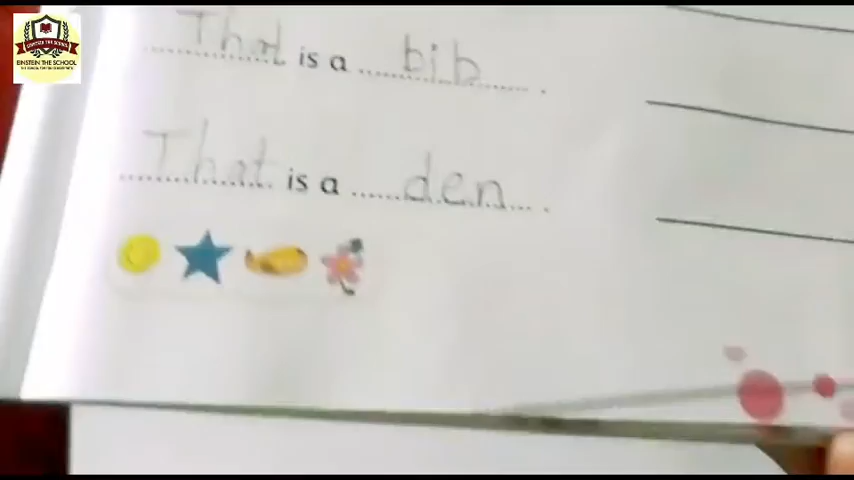 EINSTEIN THE SCHOOL
That is a bib.
That is a den.